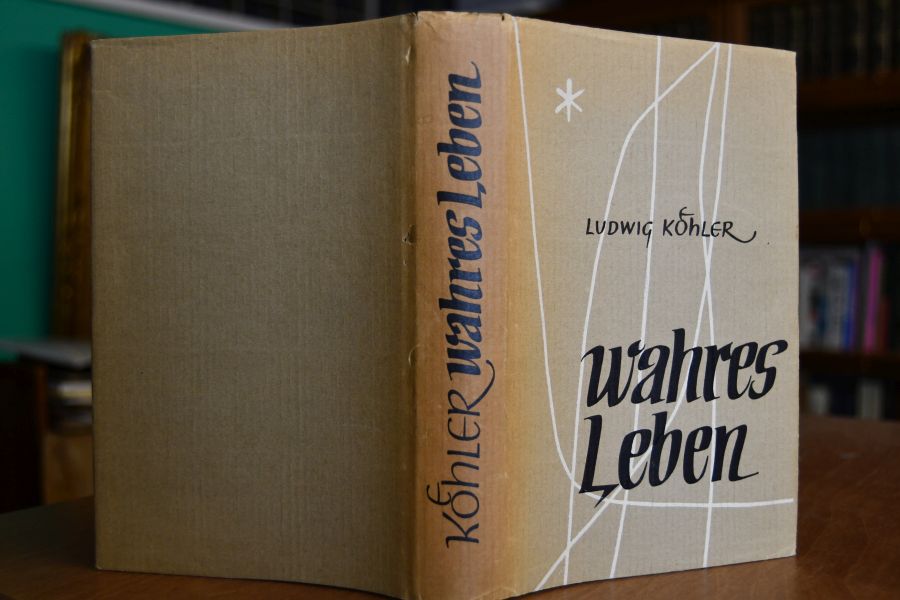 KÖHLER wahres Leben
LUDWIG KÖHLER
wahres
Leben